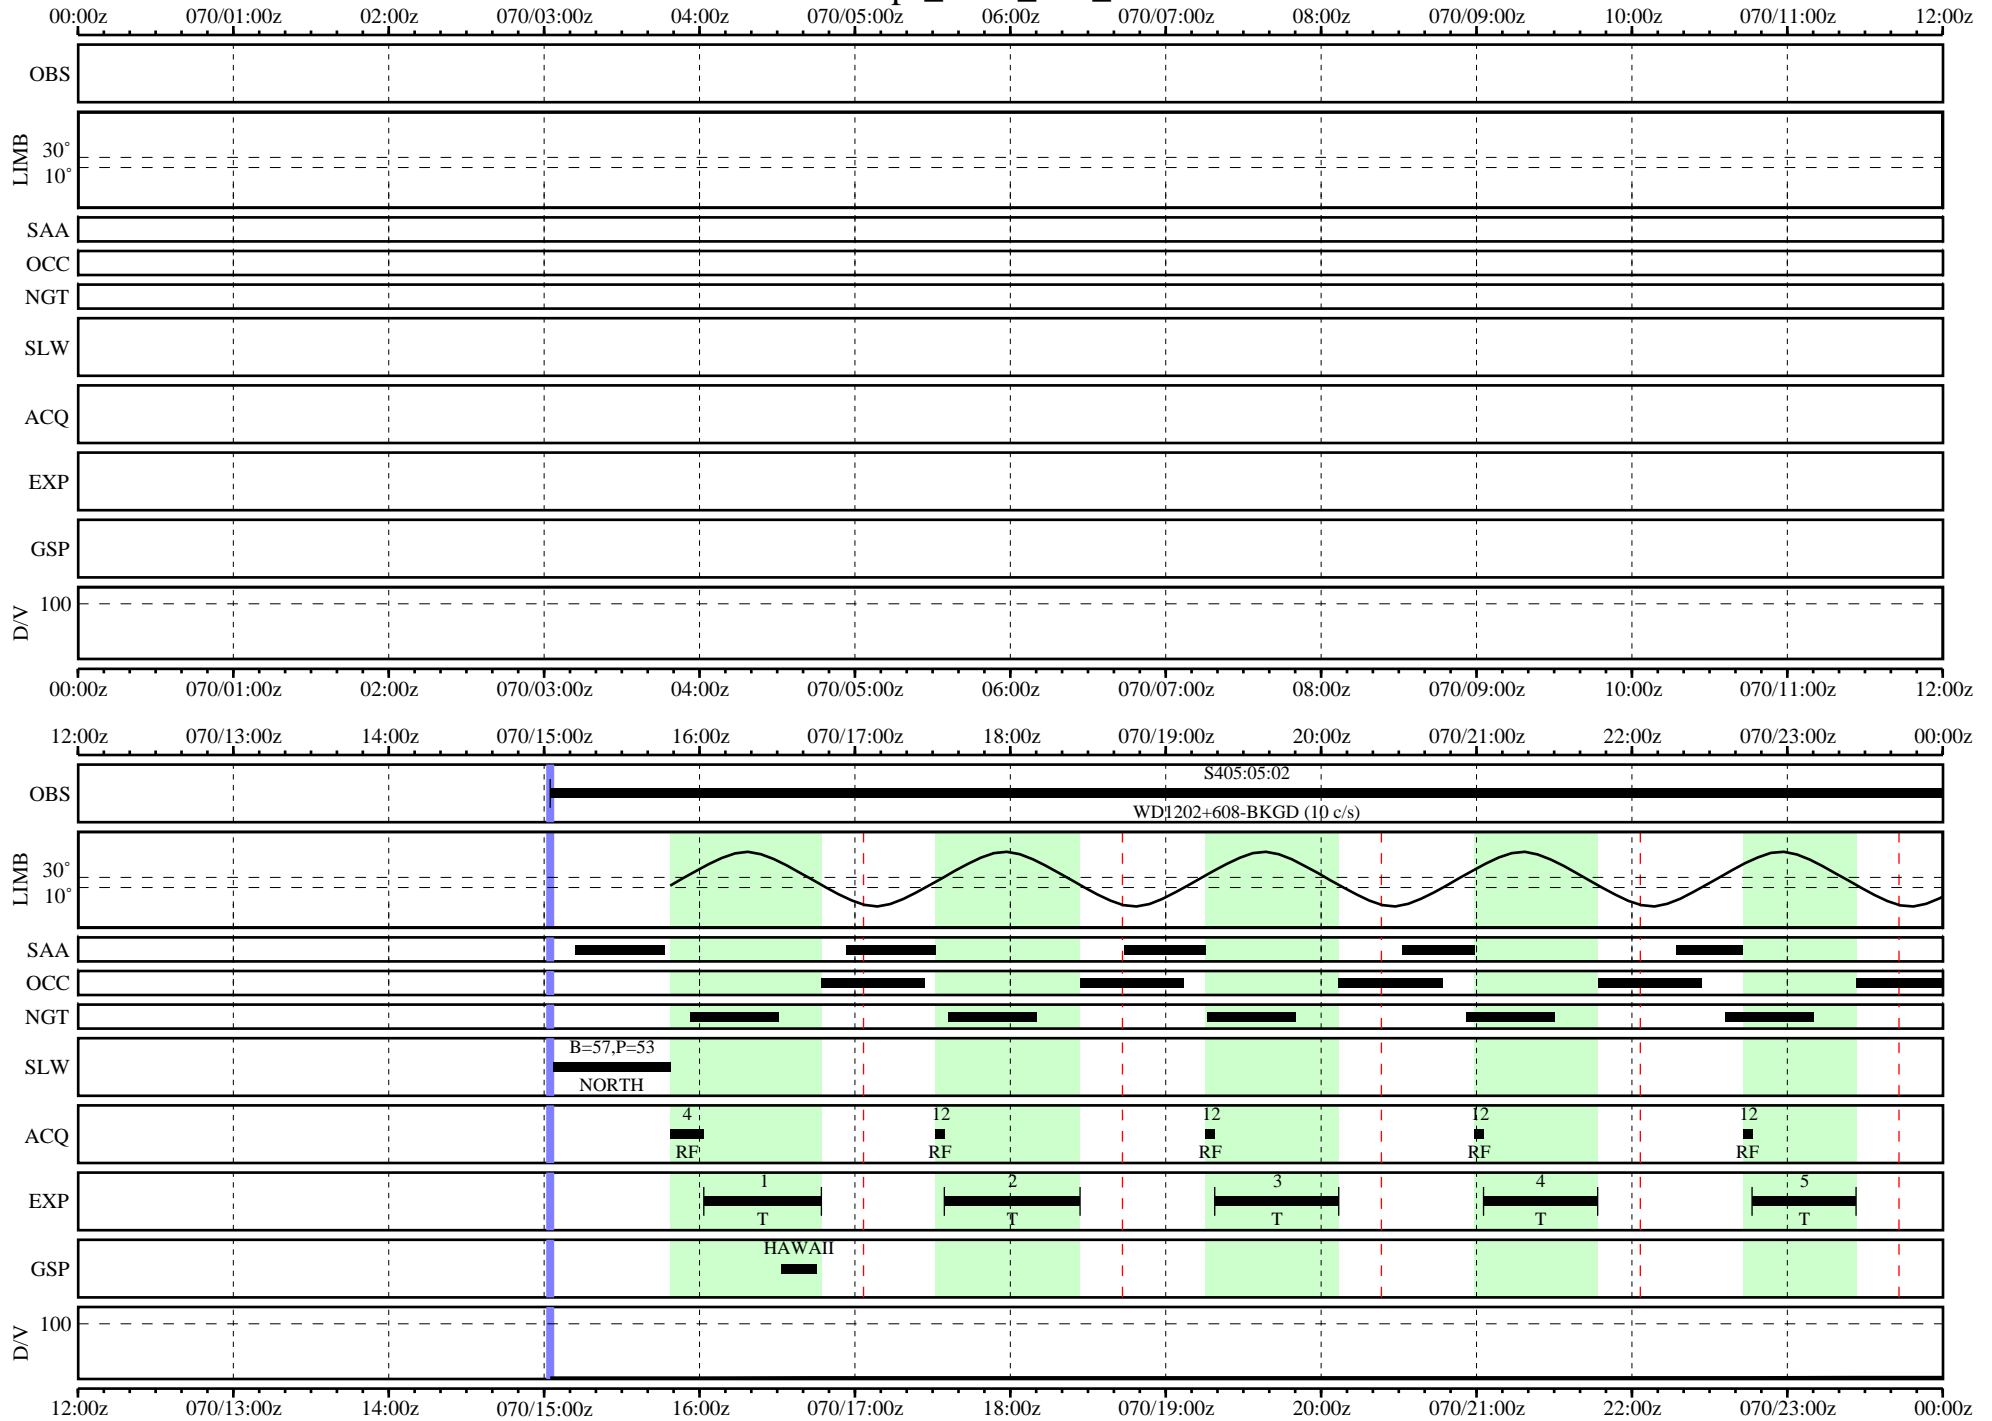 00:00z 070/01:00z 02:00z 070/03:00z 04:00z 070/05:00z 06:00z 070/07:00z 08:00z 070/09:00z 10:00z 070/11:00z 12:00z
OBS
LIMB 30°
10°
SAA
OCC
NGT
SLW
ACQ
EXP
GSP
D/V 100
00:00z 070/01:00z 02:00z 070/03:00z 04:00z 070/05:00z 06:00z 070/07:00z 08:00z 070/09:00z 10:00z 070/11:00z 12:00z
12:00z 070/13:00z 14:00z 070/15:00z 16:00z 070/17:00z 18:00z 070/19:00z 20:00z 070/21:00z 22:00z 070/23:00z 00:00z
S405:05:02
OBS
WD1202+608-BKGD (10 c/s)
LIMB 30°
10°
SAA
OCC
NGT
B=57,P=53
SLW
NORTH
4 12 12 12 12
ACQ
RF RF RF RF RF
1 2 3 4 5
EXP
T T T T T
HAWAII
GSP
D/V 100
12:00z 070/13:00z 14:00z 070/15:00z 16:00z 070/17:00z 18:00z 070/19:00z 20:00z 070/21:00z 22:00z 070/23:00z 00:00z